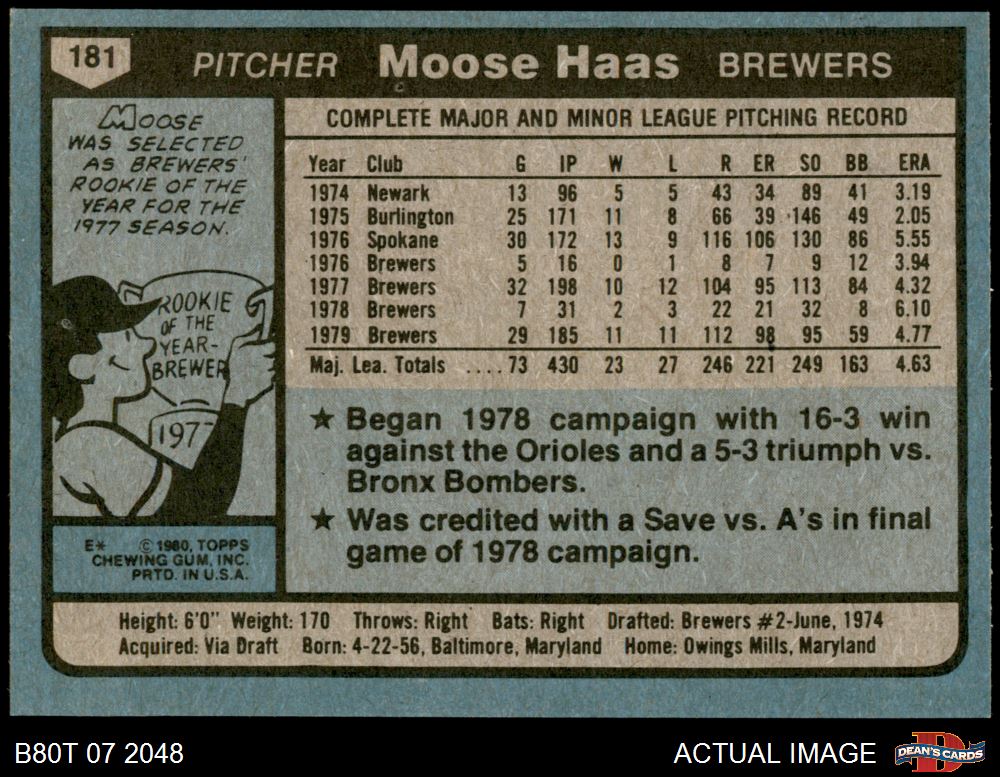 181 PITCHER Moose Haas BREWERS
MOOSE
WAS SELECTED
AS BREWERS'
ROOKIE OF THE
YEAR FOR THE
1977 SEASON.
ROOKIE
OF THE
YEAR-
BREWER
1977
E* © 1980, TOPPS
CHEWING GUM, INC.
PRTD. IN U.S.A.
COMPLETE MAJOR AND MINOR LEAGUE PITCHING RECORD
Year Club G IP W L R ER SO BB ERA
1974 Newark 13 96 5 5 43 34 89 41 3.19
1975 Burlington 25 171 11 8 66 39 146 49 2.05
1976 Spokane 30 172 13 9 116 106 130 86 5.55
1976 Brewers 5 16 0 1 8 7 9 12 3.94
1977 Brewers 32 198 10 12 104 95 113 84 4.32
1978 Brewers 7 31 2 3 22 21 32 8 6.10
1979 Brewers 29 185 11 11 112 98 95 59 4.77
Maj. Lea. Totals .... 73 430 23 27 246 221 249 163 4.63
★ Began 1978 campaign with 16-3 win
against the Orioles and a 5-3 triumph vs.
Bronx Bombers.
★ Was credited with a Save vs. A's in final
game of 1978 campaign.
Height: 6'0" Weight: 170 Throws: Right Bats: Right Drafted: Brewers #2-June, 1974
Acquired: Via Draft Born: 4-22-56, Baltimore, Maryland Home: Owings Mills, Maryland
B80T 07 2048 ACTUAL IMAGE DEAN'S CARDS